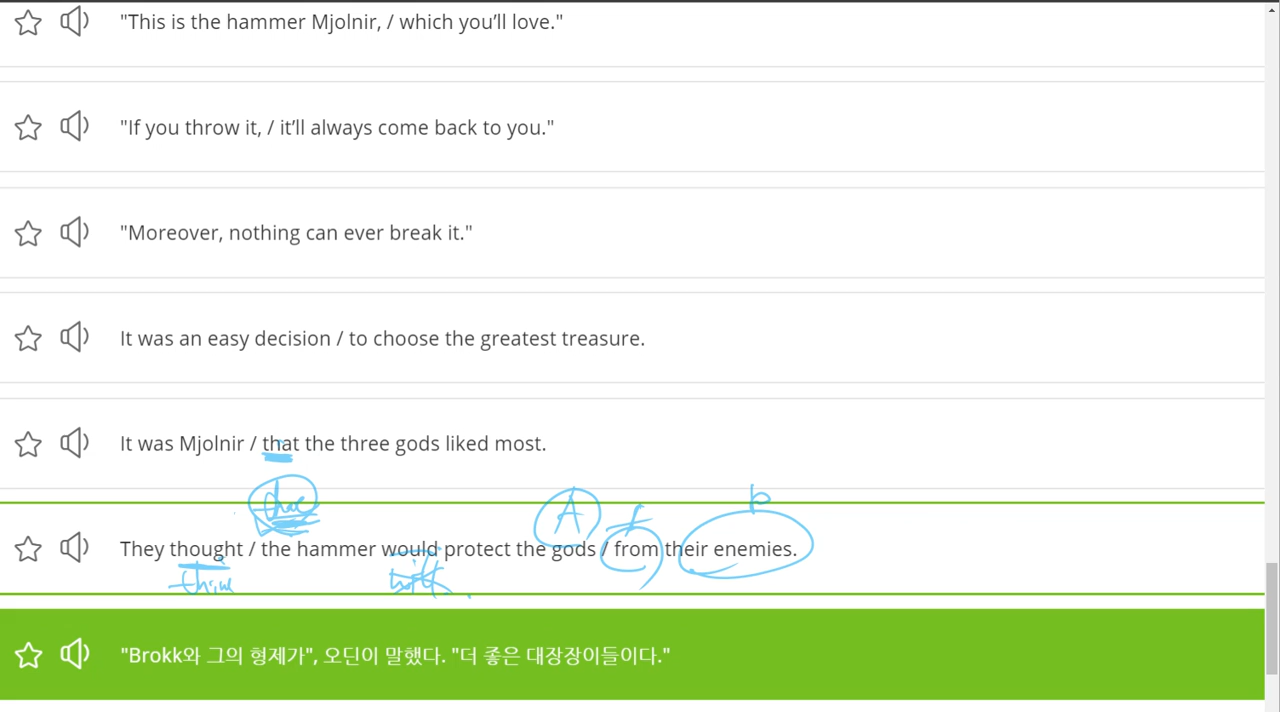 "This is the hammer Mjolnir, / which you’ll love."
"If you throw it, / it’ll always come back to you."
"Moreover, nothing can ever break it."
It was an easy decision / to choose the greatest treasure.
It was Mjolnir / that the three gods liked most.
A
They thought / the hammer would protect the gods / from their enemies.
"Brokk와 그의 형제가", 오딘이 말했다. "더 좋은 대장장이들이다."